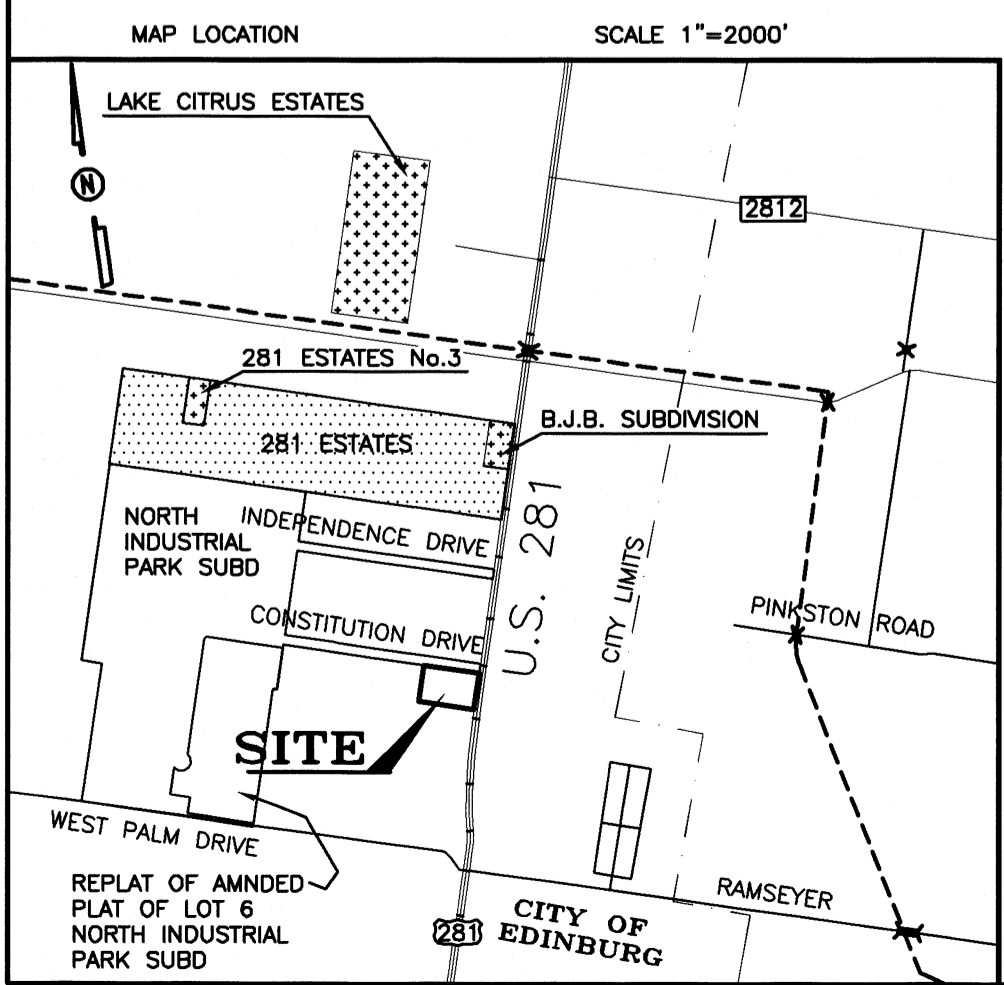 MAP LOCATION
SCALE 1"=2000'
LAKE CITRUS ESTATES
N
2812
281 ESTATES No.3
B.J.B. SUBDIVISION
281 ESTATES
NORTH
INDUSTRIAL
PARK SUBD
INDEPENDENCE DRIVE
U.S. 281
CITY LIMITS
CONSTITUTION DRIVE
PINKSTON ROAD
SITE
WEST PALM DRIVE
REPLAT OF AMNDED
PLAT OF LOT 6
NORTH INDUSTRIAL
PARK SUBD
RAMSEYER
281
CITY OF
EDINBURG